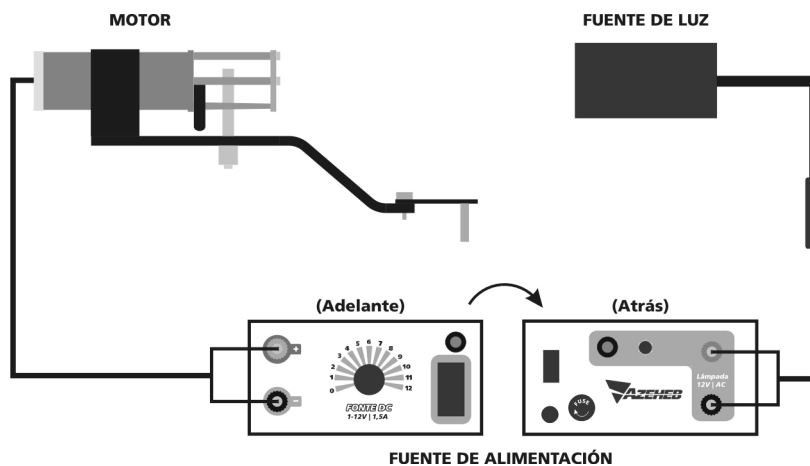 MOTOR
FUENTE DE LUZ
(Adelante)
(Atrás)
+
-
0
1
2
3
4
5
6
7
8
9
10
11
12
FONTE DC
1-12V | 1,5A
Lâmpada
12V | AC
AZEHEB
FUSE
FUENTE DE ALIMENTACIÓN